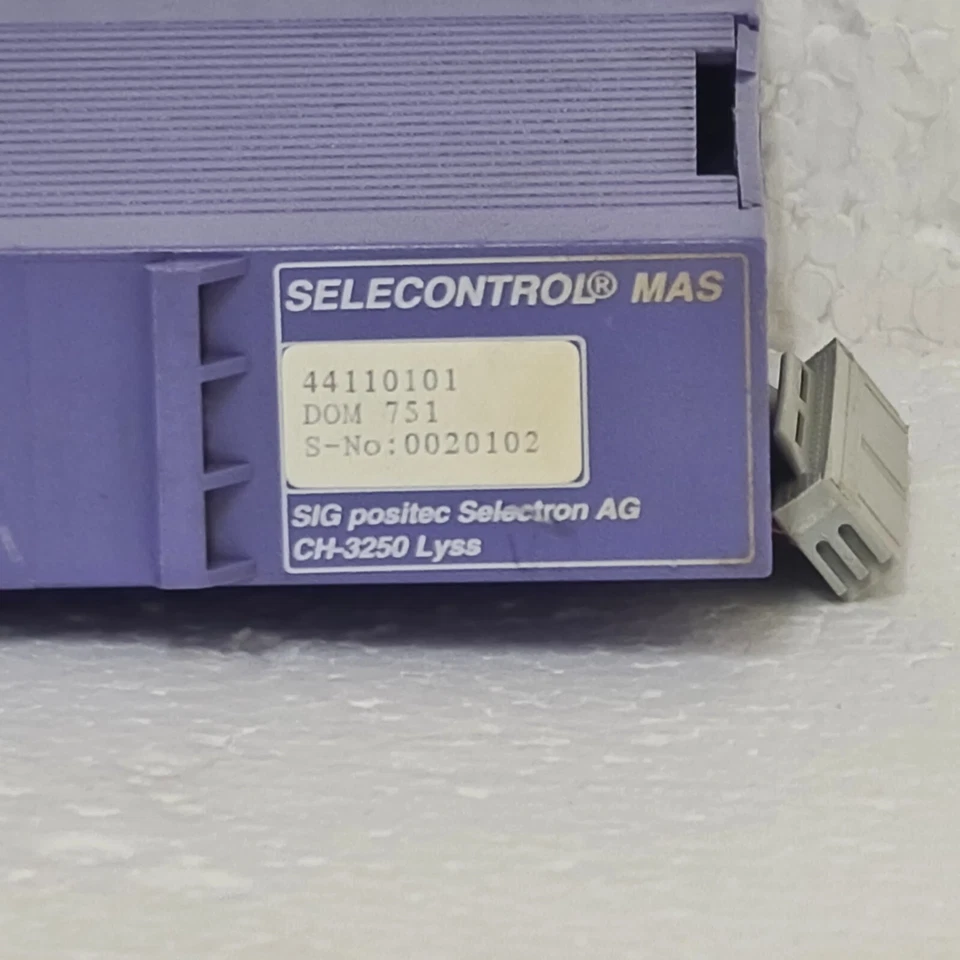 SELECONTROL® MAS
44110101
DOM 751
S-No:0020102
SIG positec Selectron AG
CH-3250 Lyss